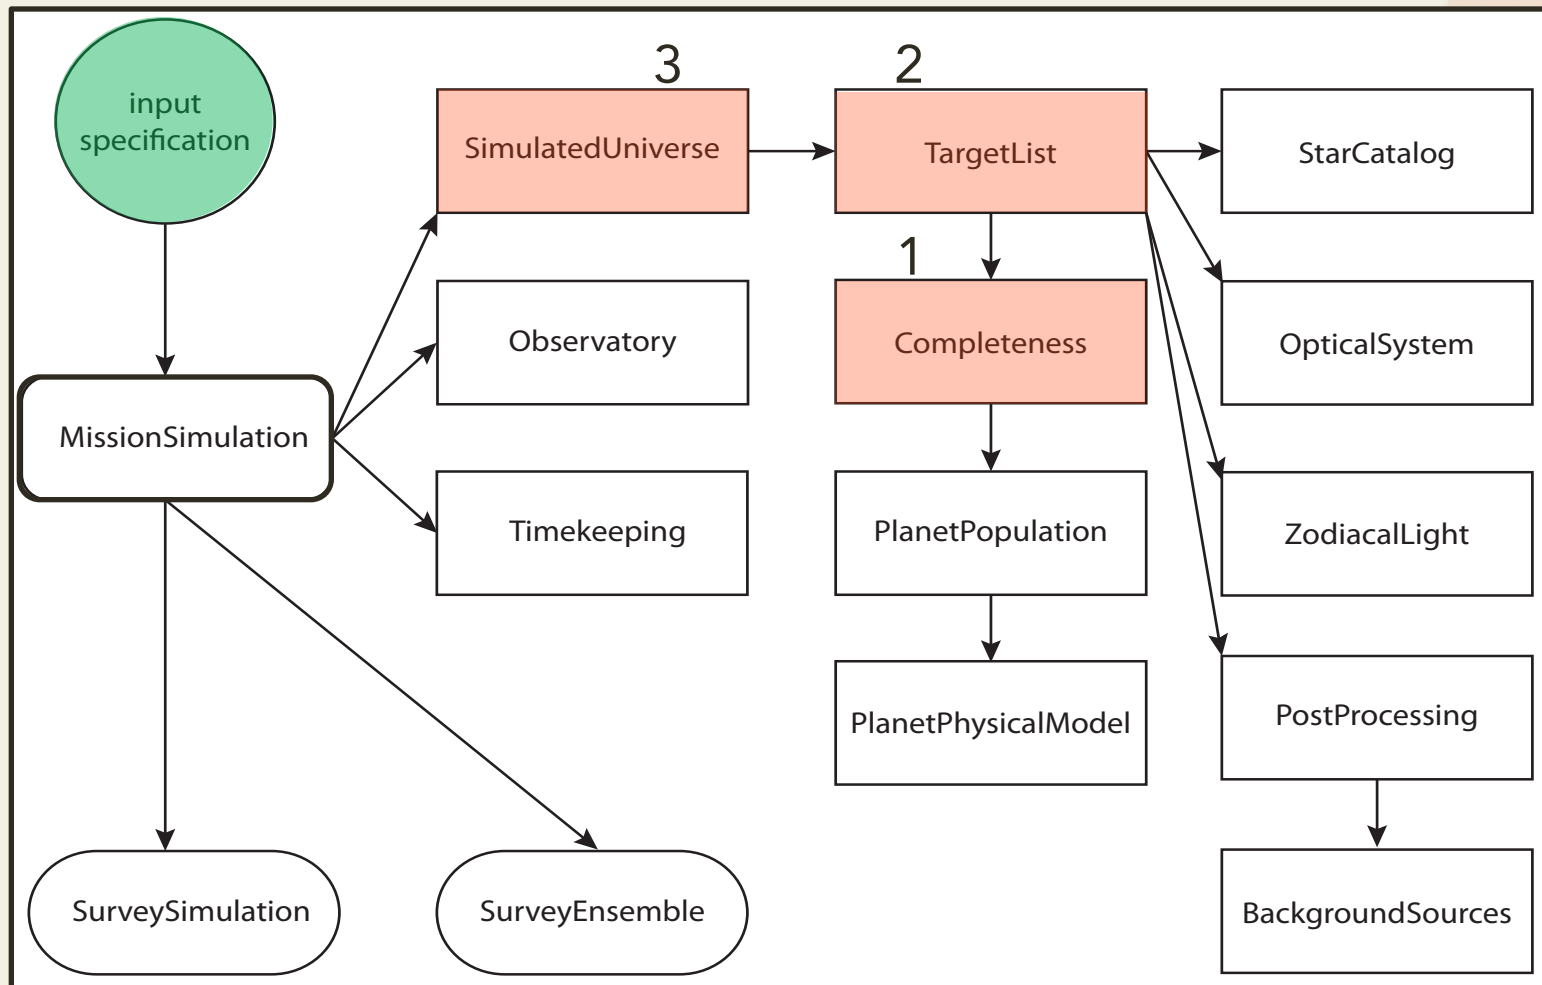 input
specification
3
2
SimulatedUniverse
TargetList
StarCatalog
1
Observatory
Completeness
OpticalSystem
MissionSimulation
Timekeeping
PlanetPopulation
ZodiacalLight
PlanetPhysicalModel
PostProcessing
SurveySimulation
SurveyEnsemble
BackgroundSources